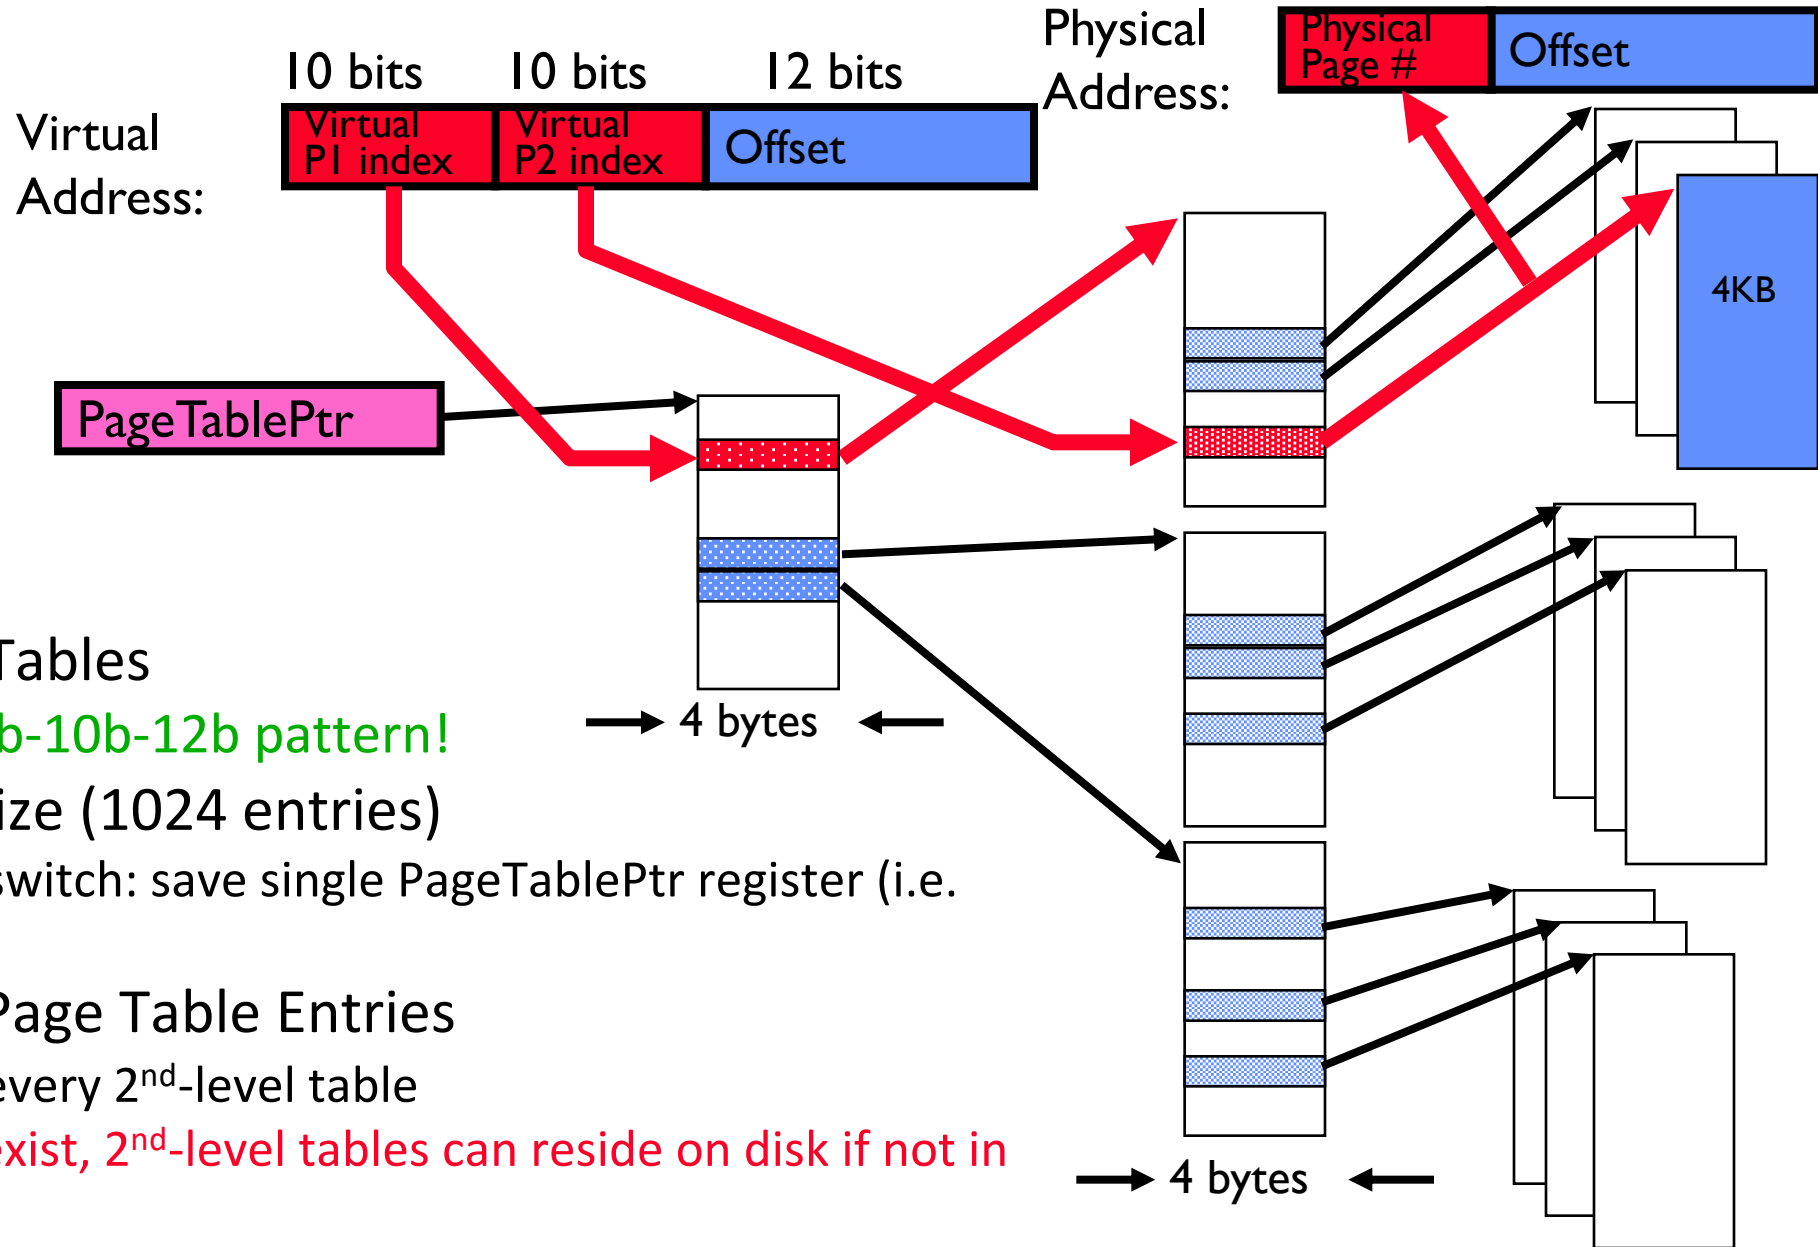 10 bits
10 bits
12 bits
Physical
Address:
Physical
Page #
Offset
Virtual
Address:
Virtual
P1 index
Virtual
P2 index
Offset
4KB
PageTablePtr
4 bytes
Tables
b-10b-12b pattern!
ize (1024 entries)
switch: save single PageTablePtr register (i.e.
Page Table Entries
every 2nd-level table
exist, 2nd-level tables can reside on disk if not in
4 bytes